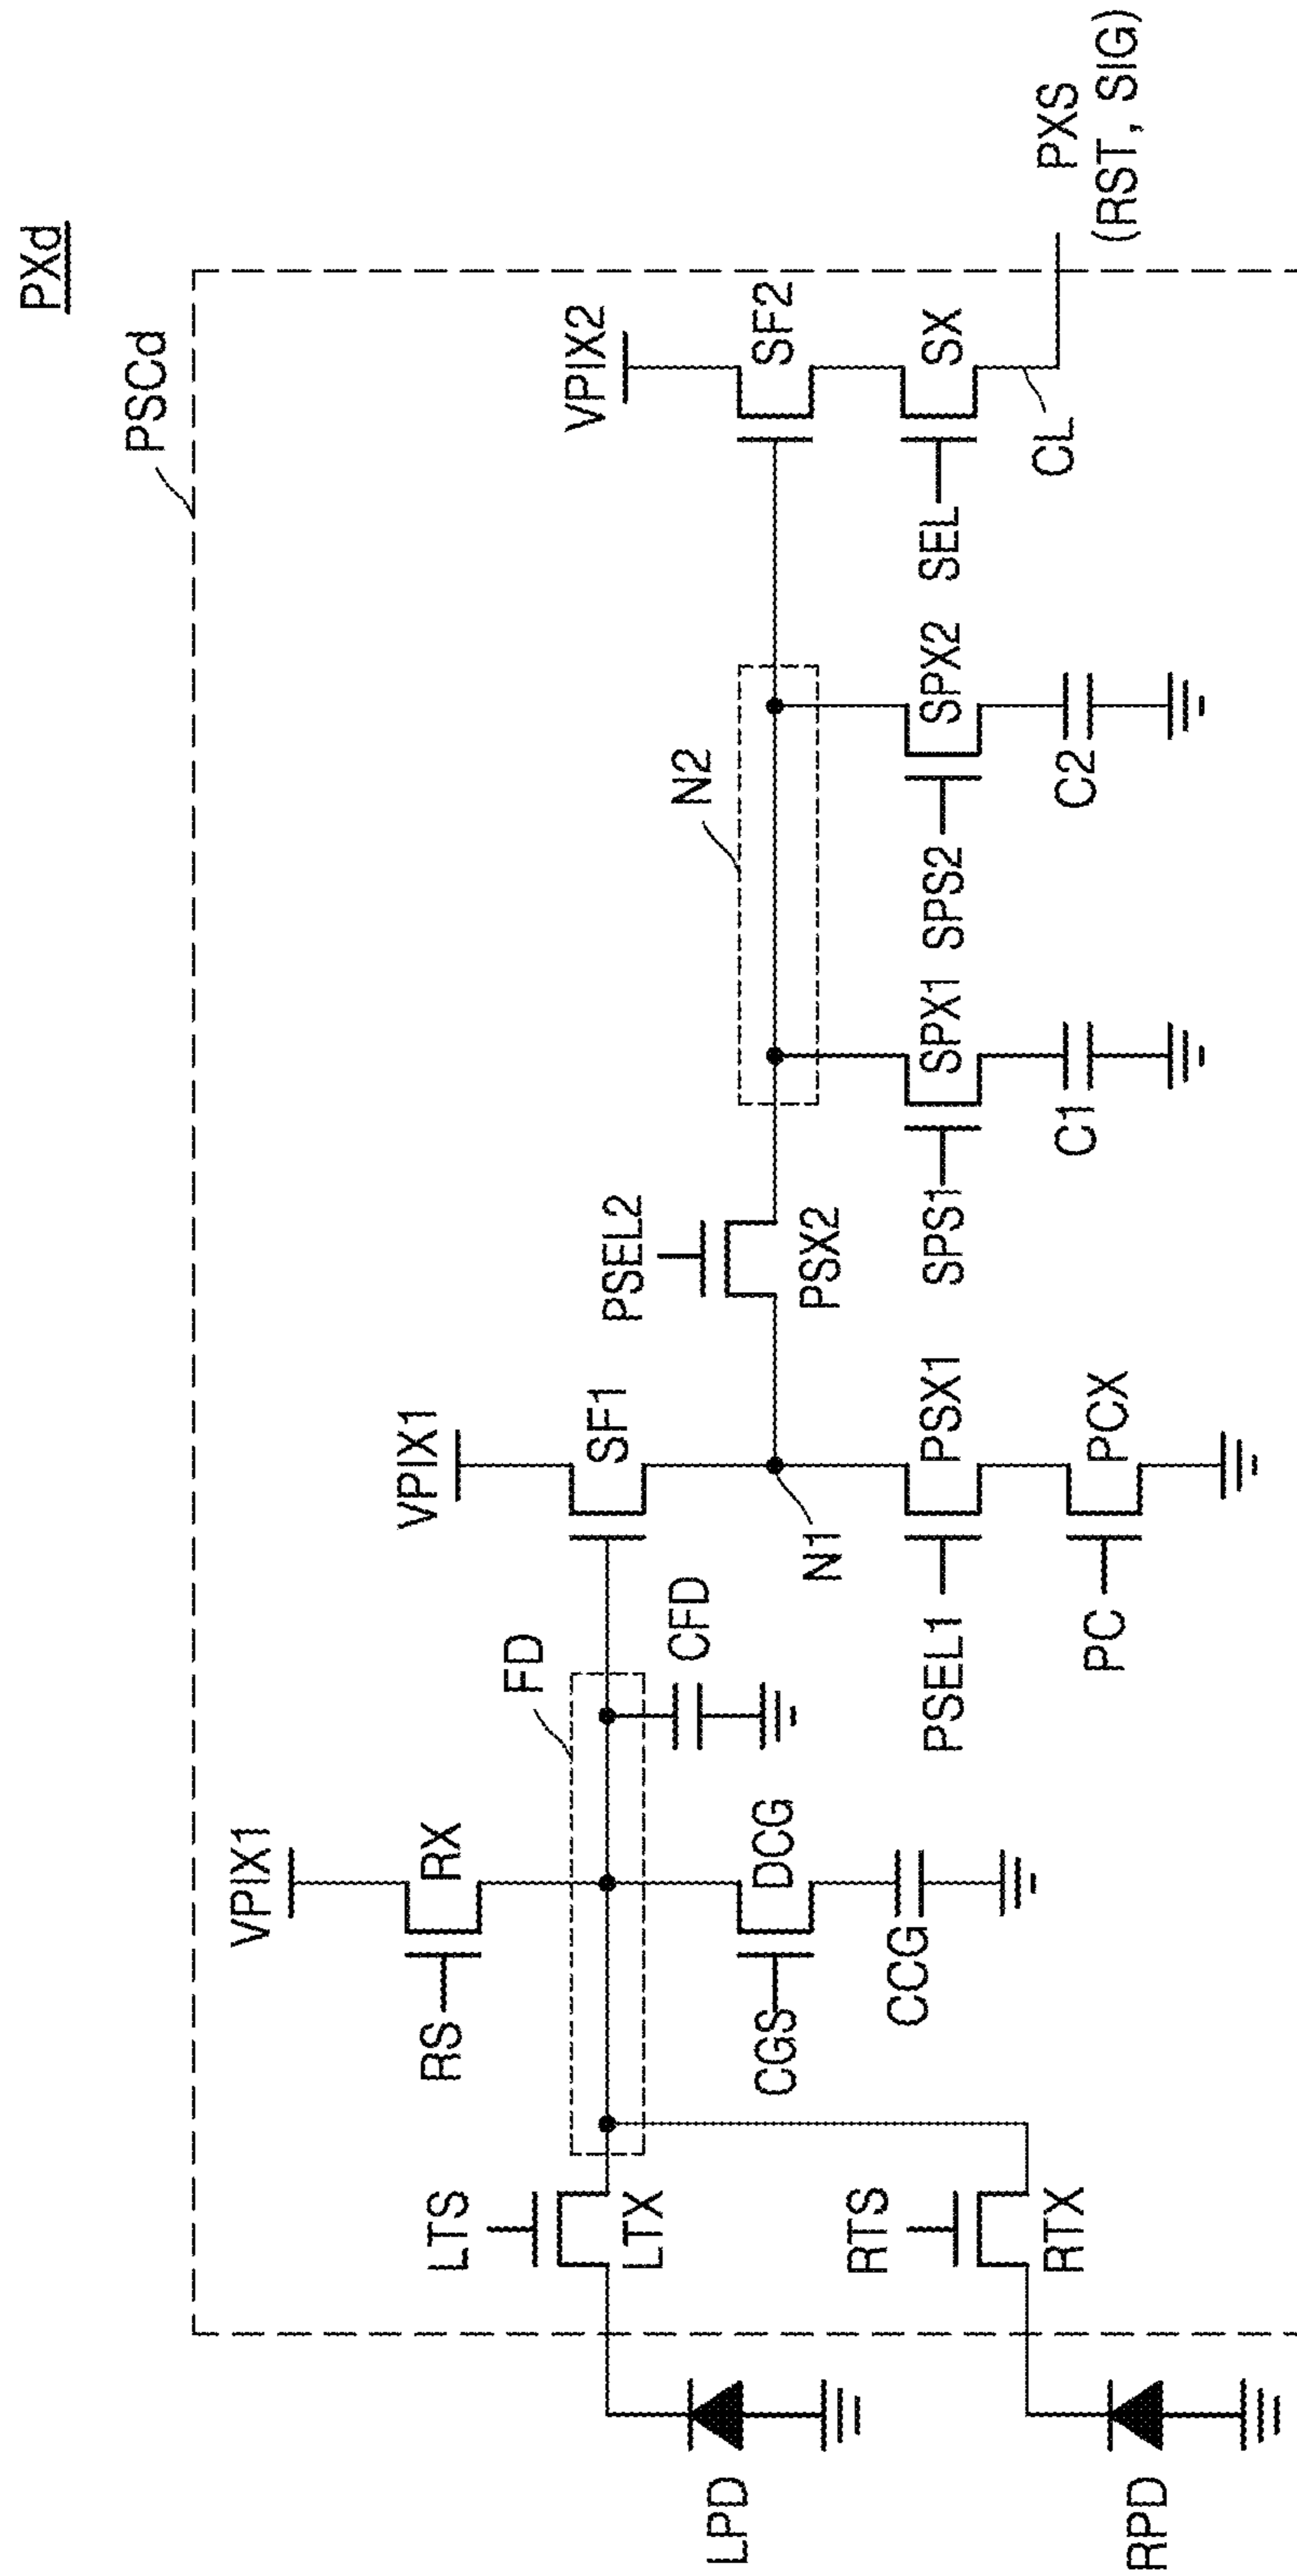 PXd
PSCd
VPIX1
RS
RX
LTS
LTX
FD
CFD
CGS
DCG
CCG
RTS
RTX
LPD
RPD
VPIX1
SF1
N1
PSEL1
PSX1
PC
PCX
PSEL2
PSX2
N2
SPS1
SPX1
C1
SPS2
SPX2
C2
VPIX2
SF2
SEL
SX
CL
PXS
(RST, SIG)